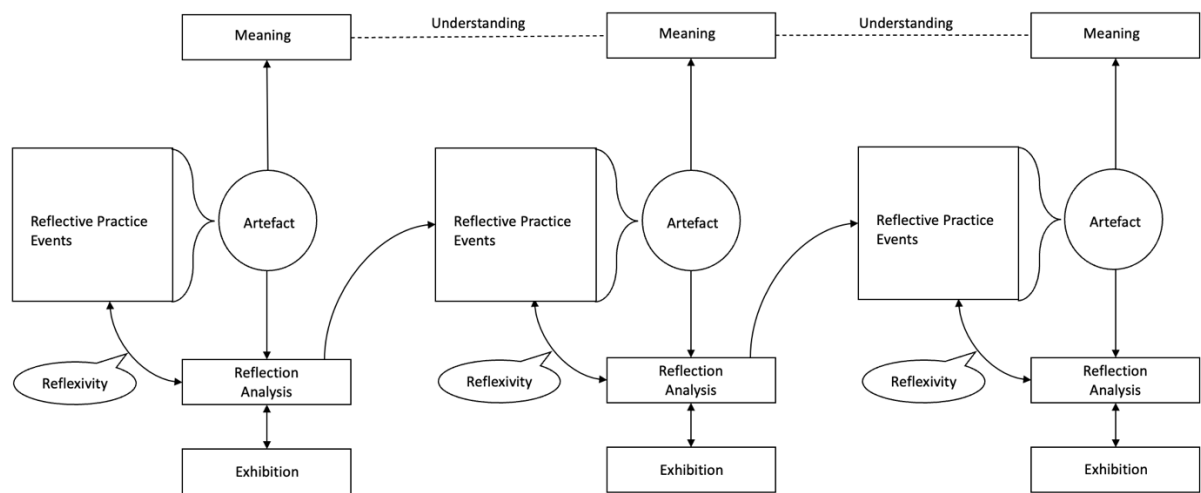 Meaning
Understanding
Meaning
Understanding
Meaning
Reflective Practice
Events
Artefact
Reflective Practice
Events
Artefact
Reflective Practice
Events
Artefact
Reflexivity
Reflection
Analysis
Reflexivity
Reflection
Analysis
Reflexivity
Reflection
Analysis
Exhibition
Exhibition
Exhibition